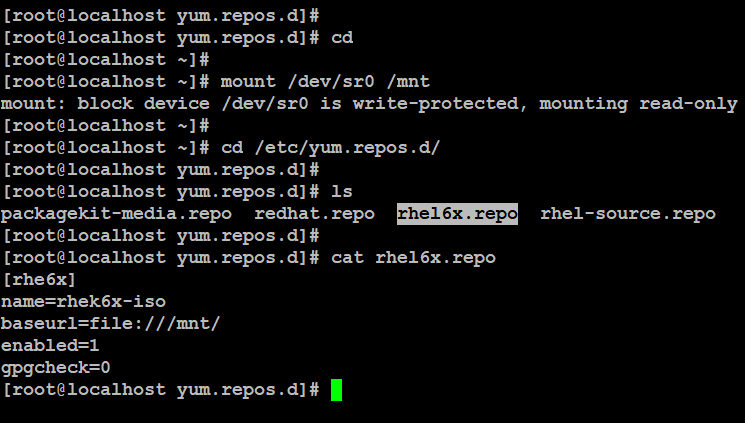 [root@localhost yum.repos.d]#
[root@localhost yum.repos.d]# cd
[root@localhost ~]#
[root@localhost ~]# mount /dev/sr0 /mnt
mount: block device /dev/sr0 is write-protected, mounting read-only
[root@localhost ~]#
[root@localhost ~]# cd /etc/yum.repos.d/
[root@localhost yum.repos.d]#
[root@localhost yum.repos.d]# ls
packagekit-media.repo  redhat.repo  rhel6x.repo  rhel-source.repo
[root@localhost yum.repos.d]#
[root@localhost yum.repos.d]# cat rhel6x.repo
[rhe6x]
name=rhek6x-iso
baseurl=file:///mnt/
enabled=1
gpgcheck=0
[root@localhost yum.repos.d]#